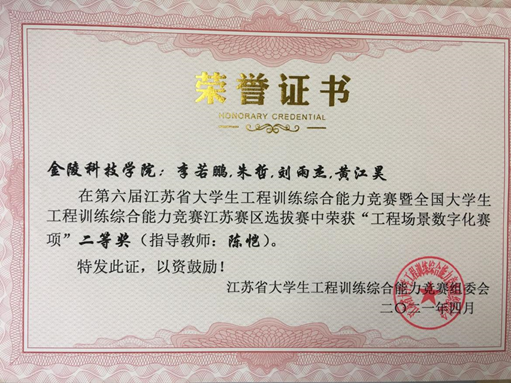 荣誉证书
HONORARY CREDENTIAL
金陵科技学院：李若鹏,朱哲,刘雨杰,黄江昊
在第六届江苏省大学生工程训练综合能力竞赛暨全国大学生
工程训练综合能力竞赛江苏赛区选拔赛中荣获“工程场景数字化赛
项”二等奖（指导教师：陈恺）。
特发此证，以资鼓励！
江苏省大学生工程训练综合能力竞赛组委会
二〇二一年四月